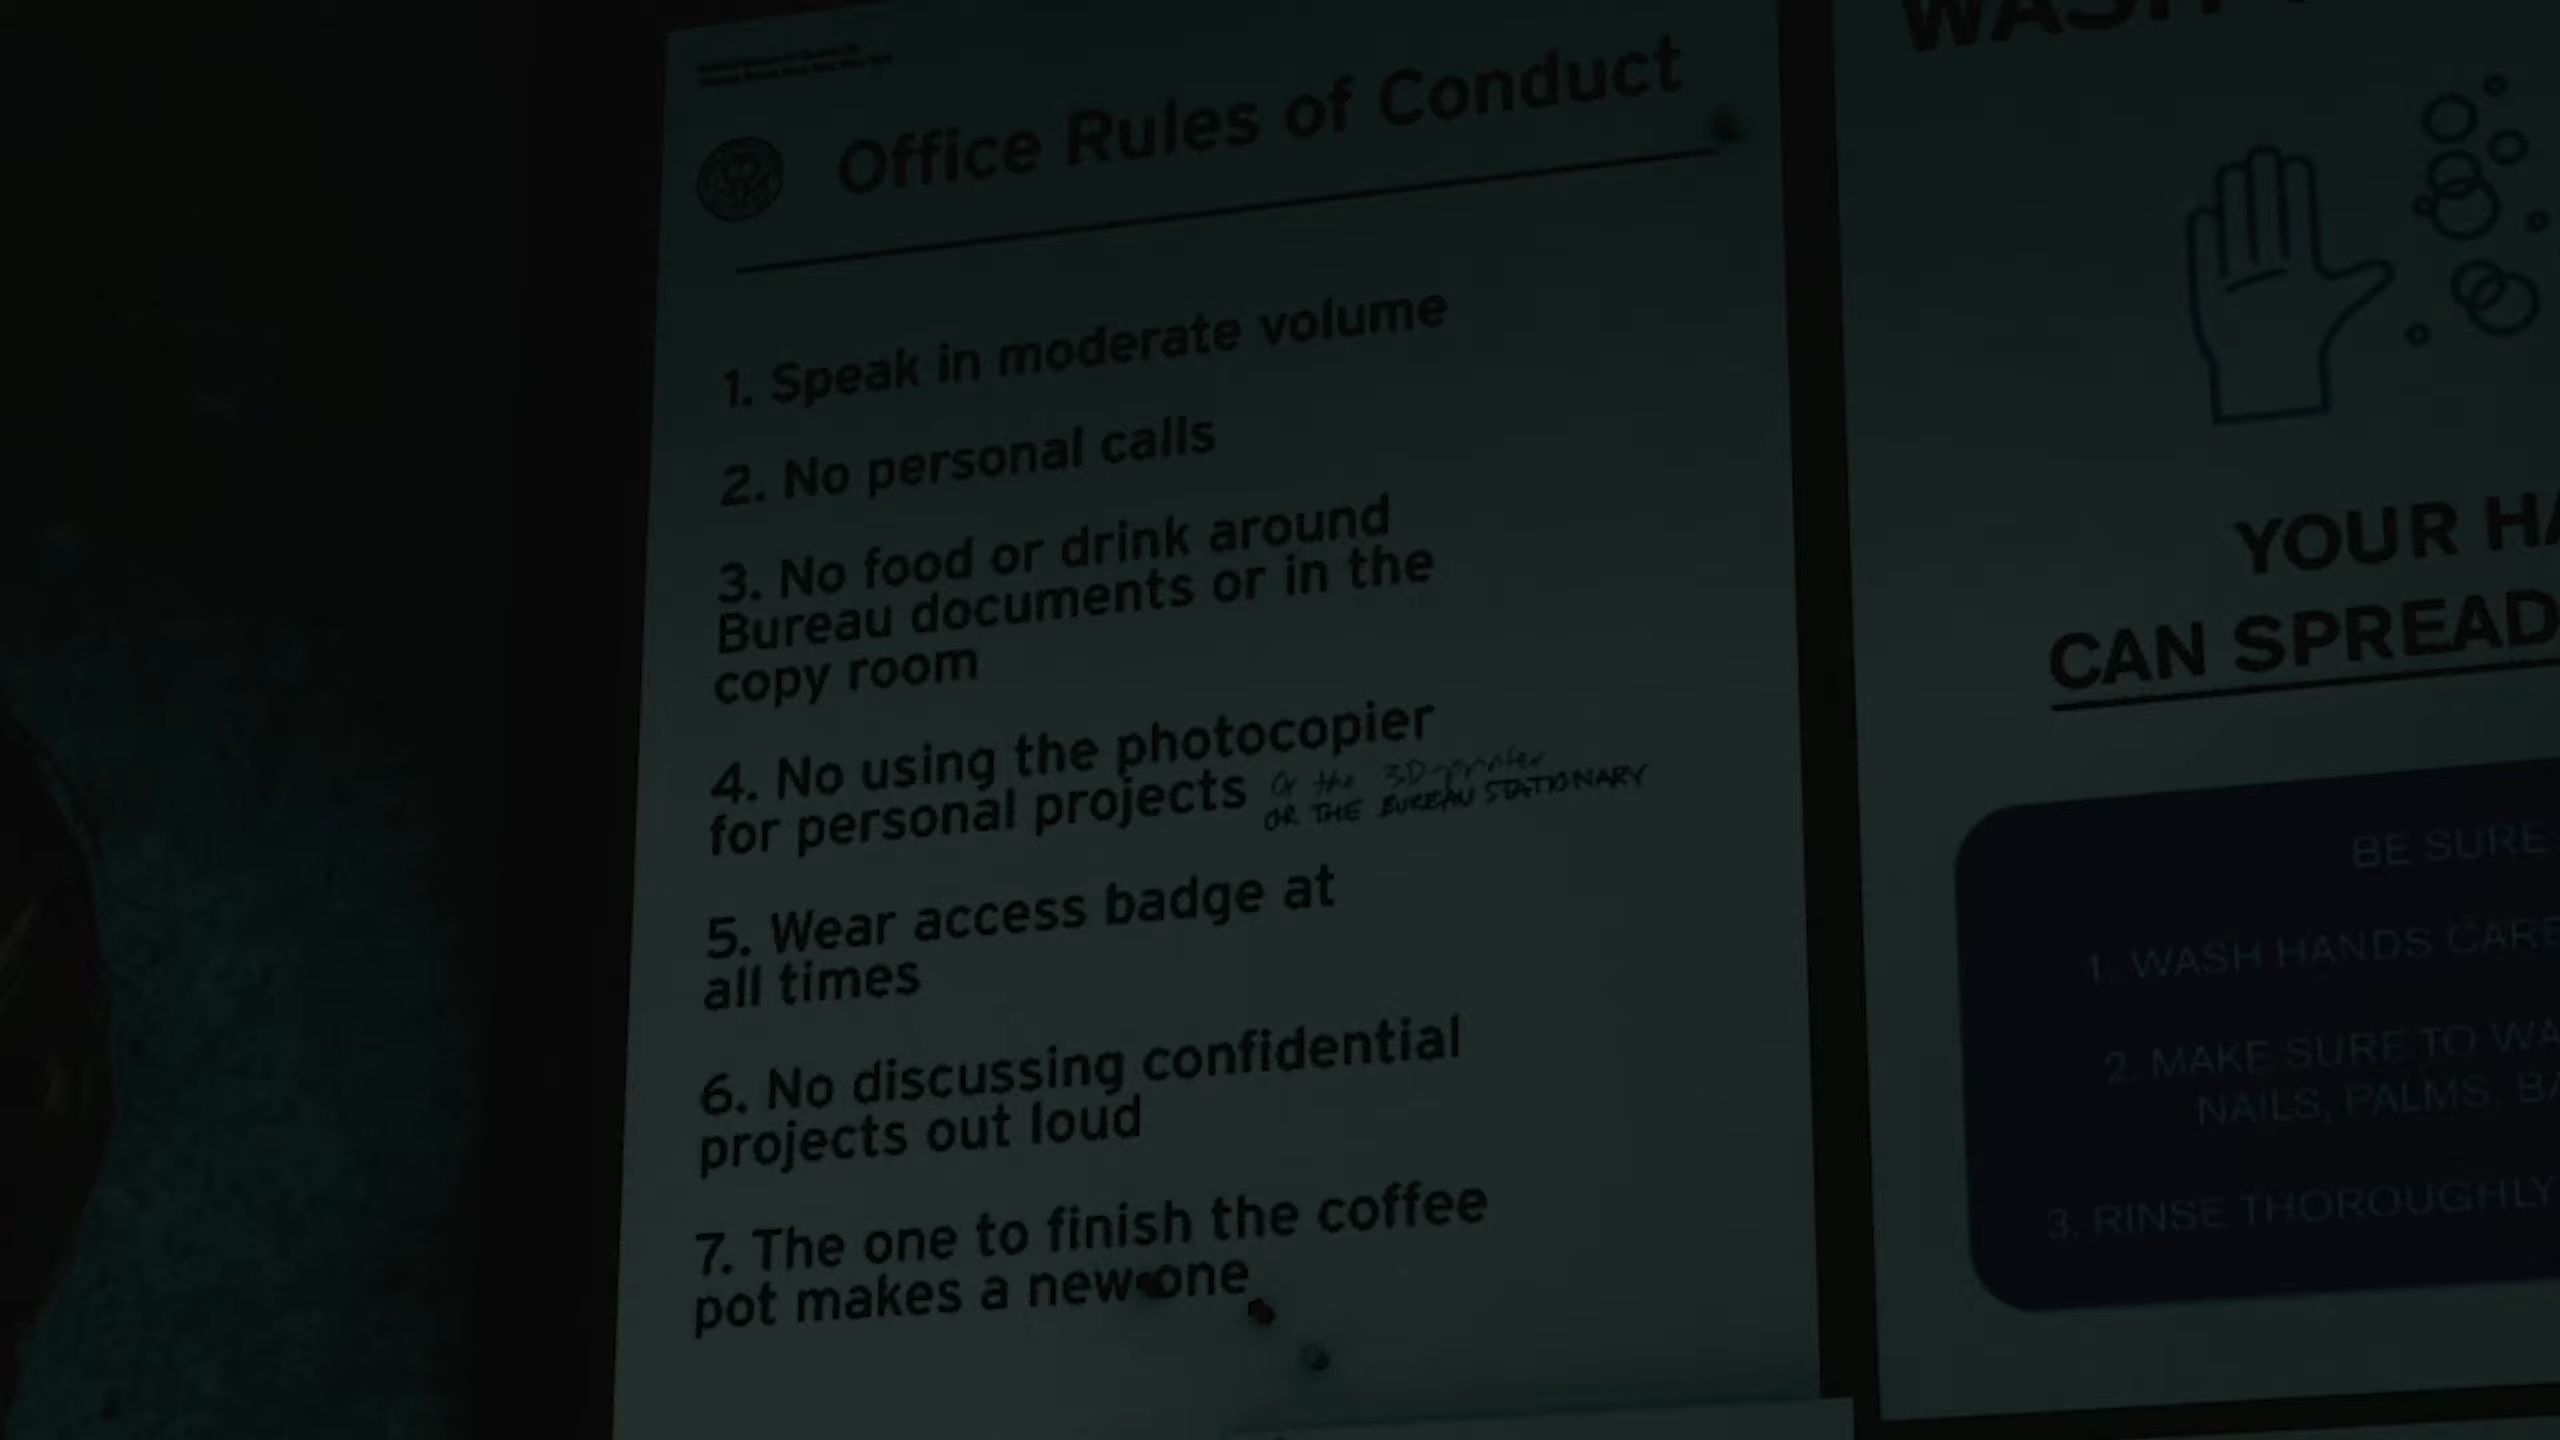 Office Rules of Conduct
1. Speak in moderate volume
2. No personal calls
3. No food or drink around
Bureau documents or in the
copy room
4. No using the photocopier
for personal projects
Or the 3D-printer
OR THE BUREAU STATIONARY
5. Wear access badge at
all times
6. No discussing confidential
projects out loud
7. The one to finish the coffee
pot makes a new one
WASH
YOUR HA
CAN SPREAD
BE SURE
1. WASH HANDS CARE
2. MAKE SURE TO WA
NAILS, PALMS, BA
3. RINSE THOROUGHLY